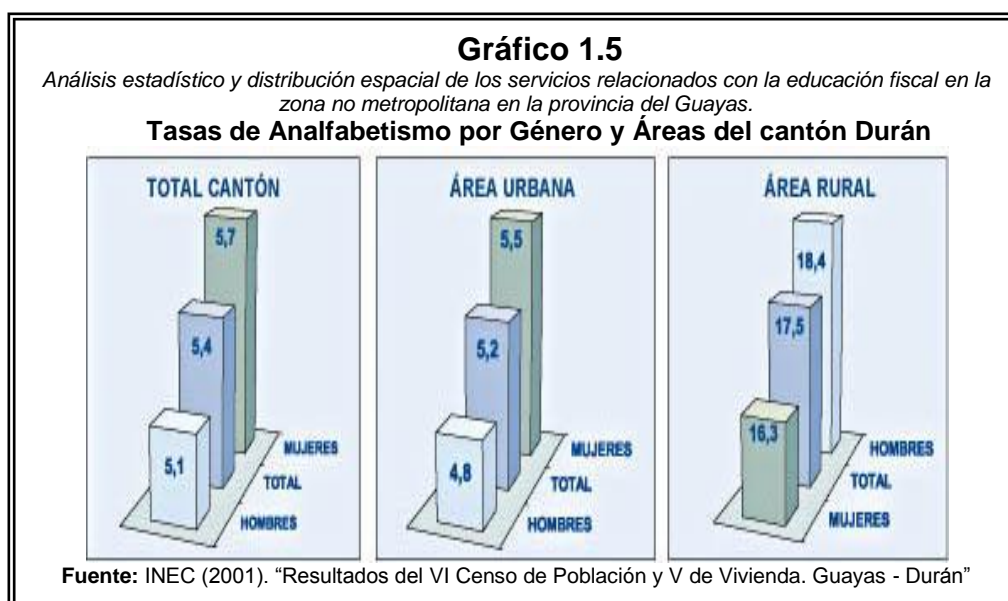 Gráfico 1.5
Análisis estadístico y distribución espacial de los servicios relacionados con la educación fiscal en la
zona no metropolitana en la provincia del Guayas.
Tasas de Analfabetismo por Género y Áreas del cantón Durán
TOTAL CANTÓN
5,7
5,4
5,1
MUJERES
TOTAL
HOMBRES
ÁREA URBANA
5,5
5,2
4,8
MUJERES
TOTAL
HOMBRES
ÁREA RURAL
18,4
17,5
16,3
HOMBRES
TOTAL
MUJERES
Fuente: INEC (2001). “Resultados del VI Censo de Población y V de Vivienda. Guayas - Durán”